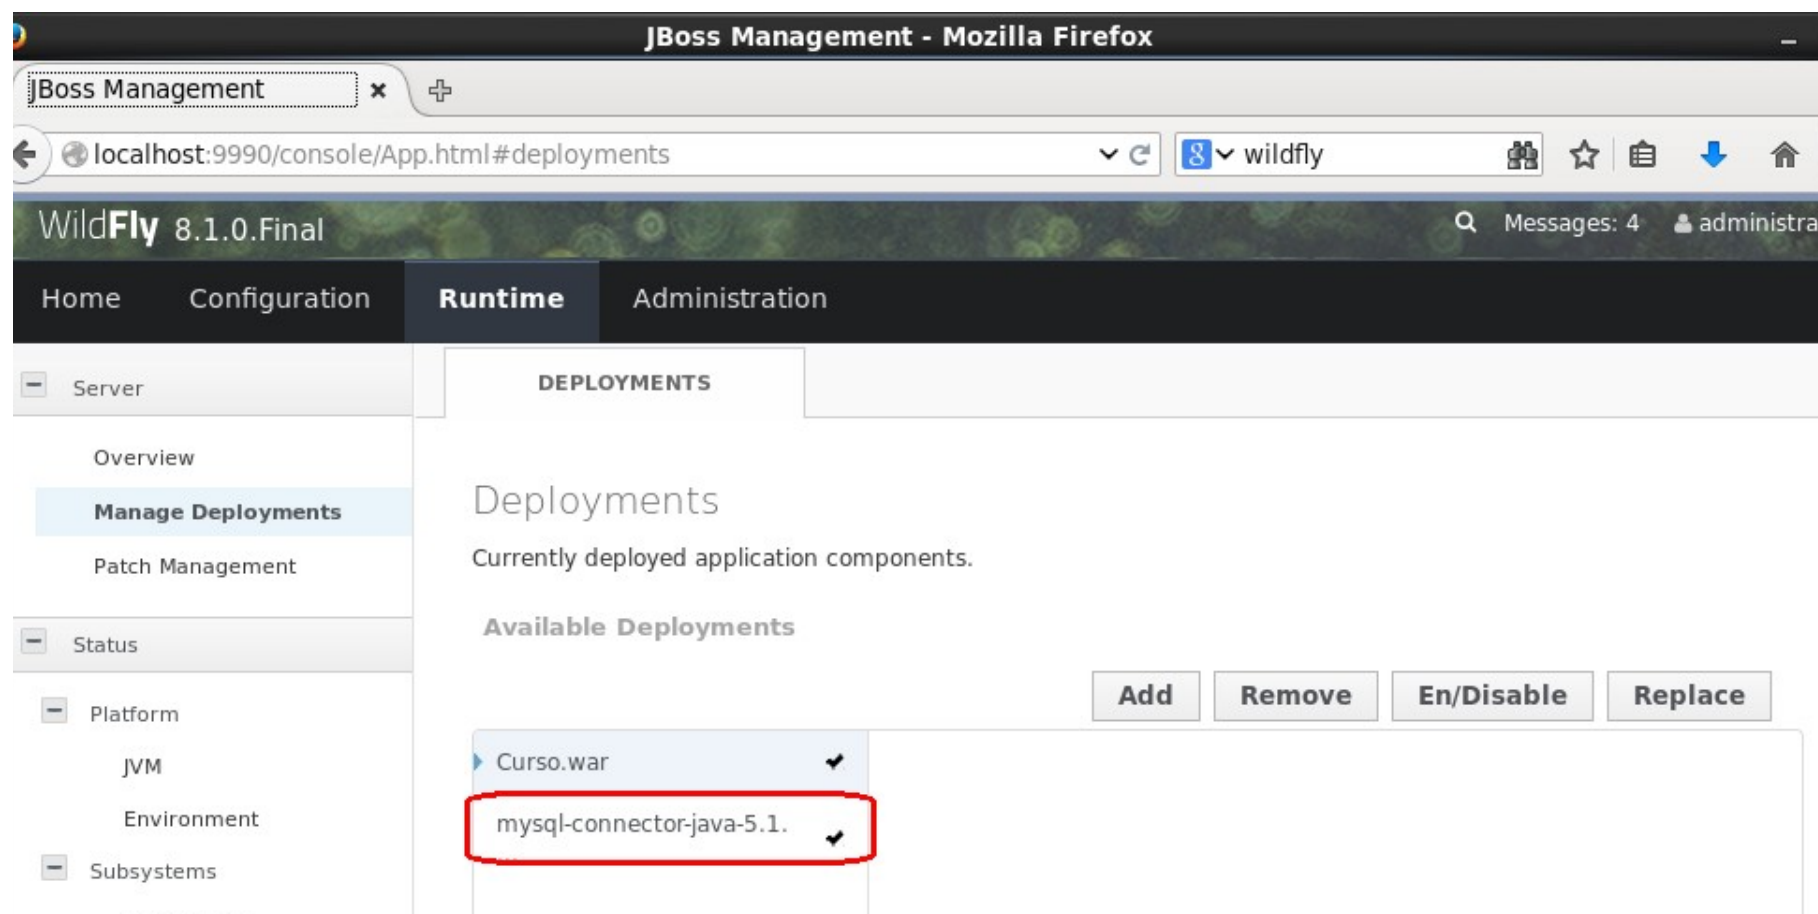 JBoss Management - Mozilla Firefox
JBoss Management
localhost:9990/console/App.html#deployments
8 wildfly
WildFly 8.1.0.Final
Messages: 4
administra
Home Configuration Runtime Administration
Server
Overview
Manage Deployments
Patch Management
Status
Platform
JVM
Environment
Subsystems
DEPLOYMENTS
Deployments
Currently deployed application components.
Available Deployments
Add Remove En/Disable Replace
Curso.war
mysql-connector-java-5.1.
...